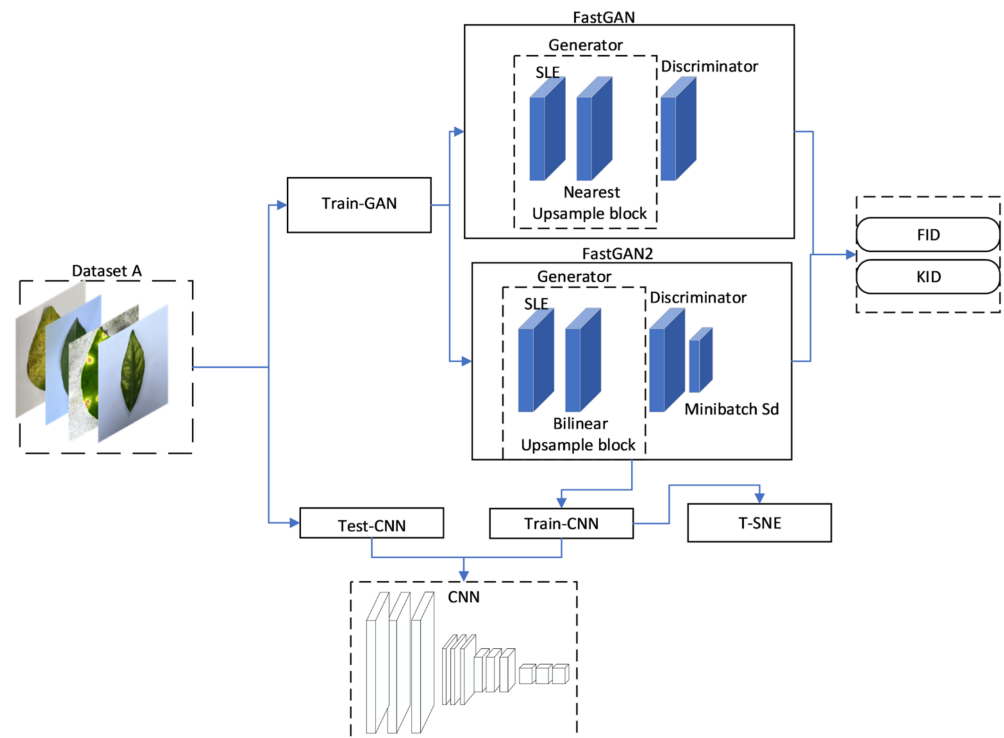 FastGAN
Generator
SLE
Discriminator
Nearest
Upsample block
Train-GAN
FID
KID
FastGAN2
Generator
SLE
Discriminator
Minibatch Sd
Bilinear
Upsample block
Dataset A
Test-CNN
Train-CNN
T-SNE
CNN